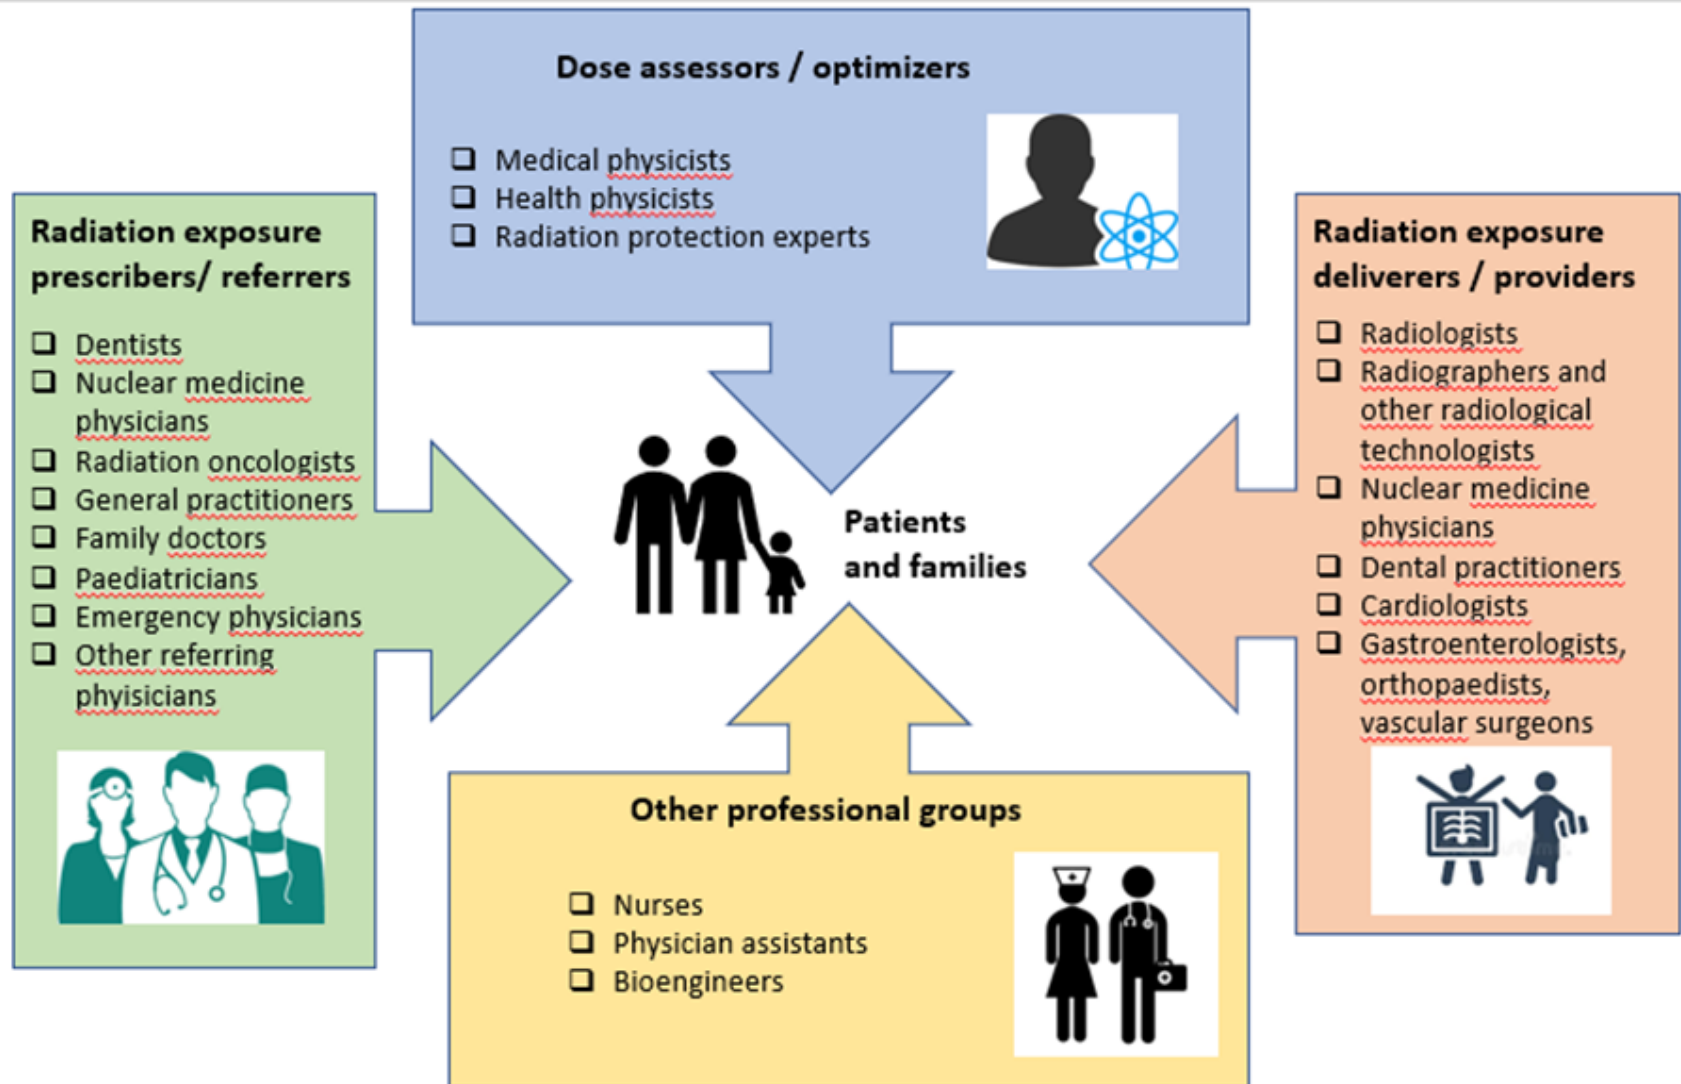 Dose assessors / optimizers
Medical physicists
Health physicists
Radiation protection experts
Radiation exposure
prescribers/ referrers
Dentists
Nuclear medicine
physicians
Radiation oncologists
General practitioners
Family doctors
Paediatricians
Emergency physicians
Other referring
phyisicians
Radiation exposure
deliverers / providers
Radiologists
Radiographers and
other radiological
technologists
Nuclear medicine
physicians
Dental practitioners
Cardiologists
Gastroenterologists,
orthopaedists,
vascular surgeons
Patients
and families
Other professional groups
Nurses
Physician assistants
Bioengineers